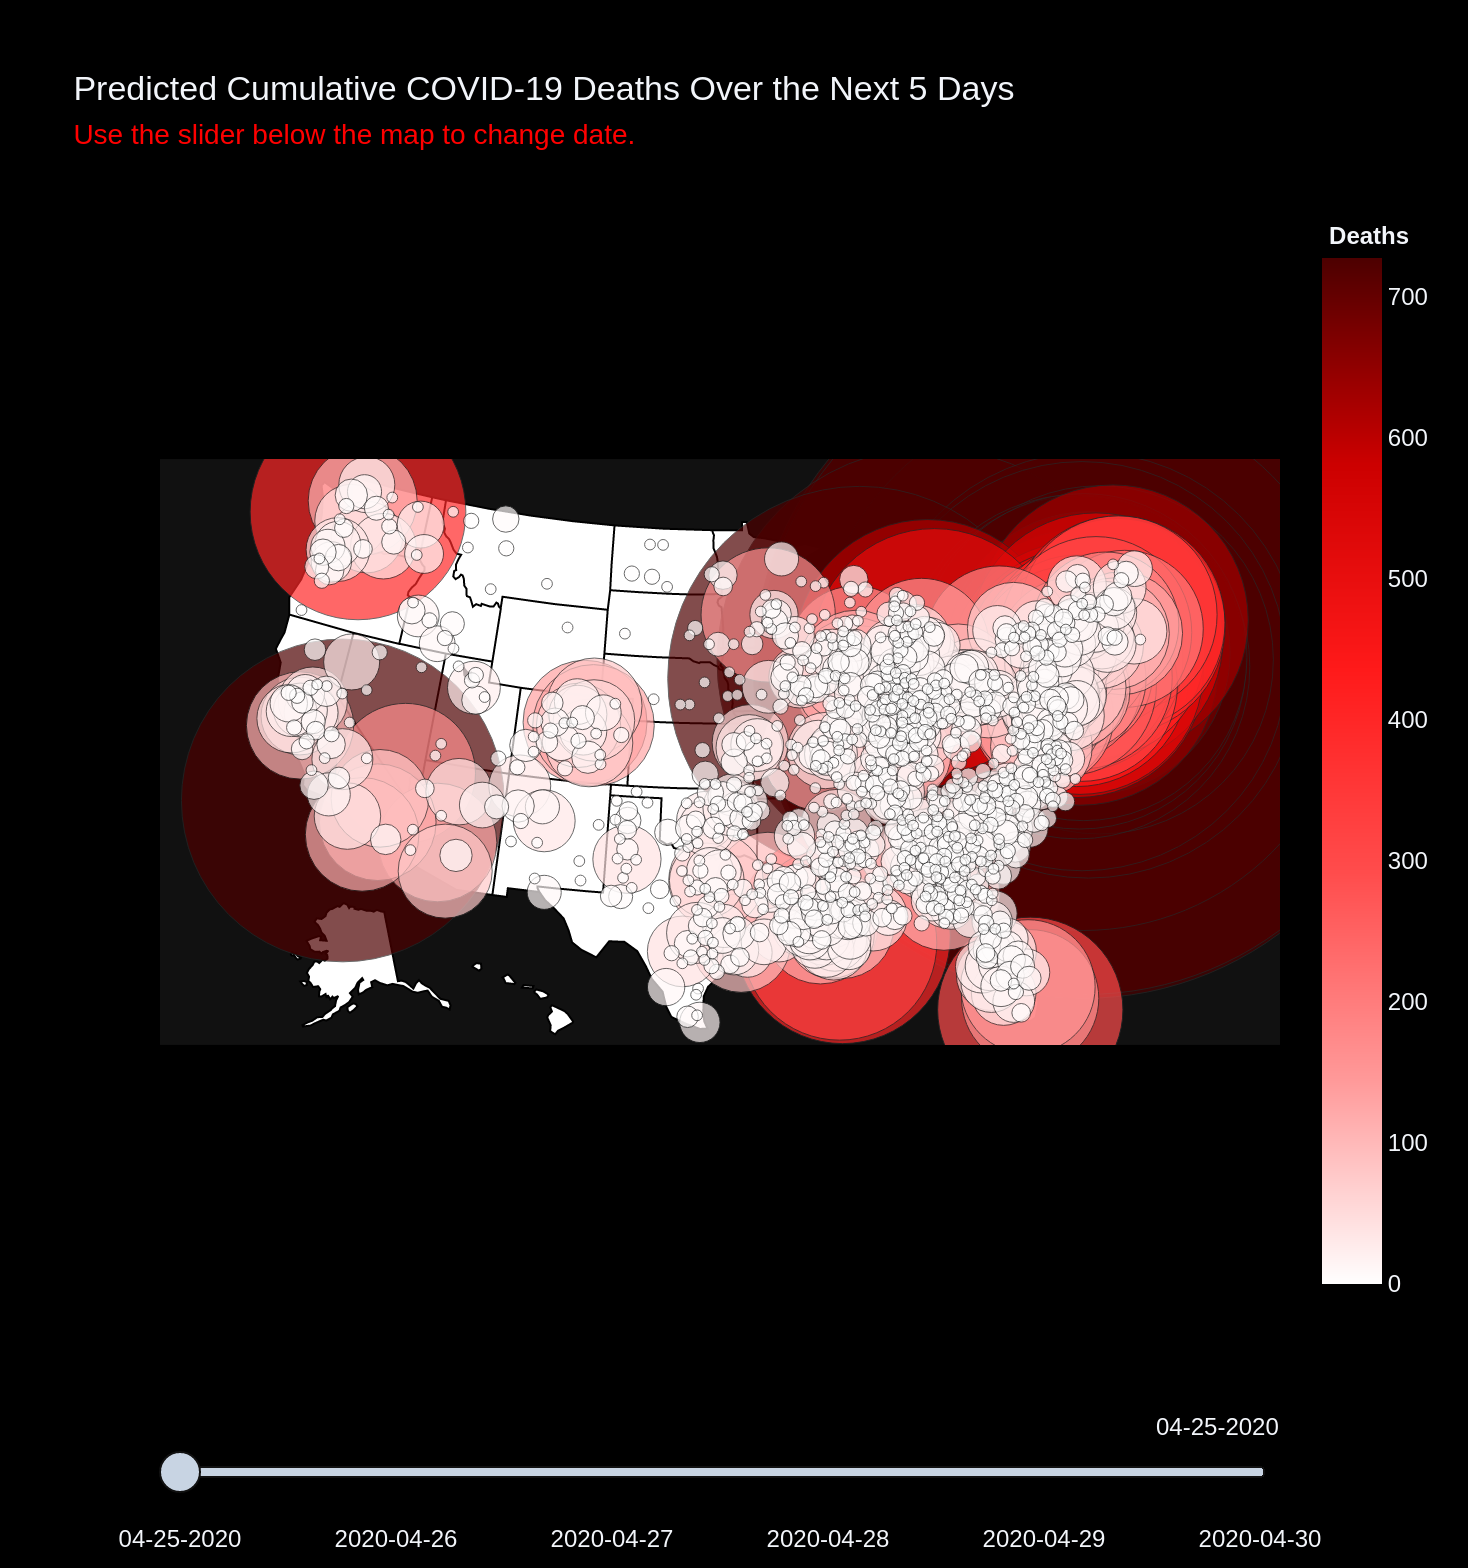 Predicted Cumulative COVID-19 Deaths Over the Next 5 Days
Use the slider below the map to change date.
Deaths
700
600
500
400
300
200
100
0
04-25-2020
04-25-2020 2020-04-26 2020-04-27 2020-04-28 2020-04-29 2020-04-30